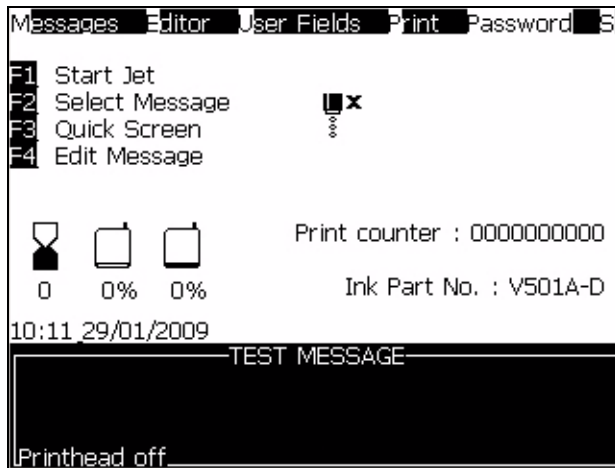 Messages Editor User Fields Print Password S
F1 Start Jet
F2 Select Message
F3 Quick Screen
F4 Edit Message
Print counter : 0000000000
0 0% 0% Ink Part No. : V501A-D
10:11 29/01/2009
TEST MESSAGE
Printhead off